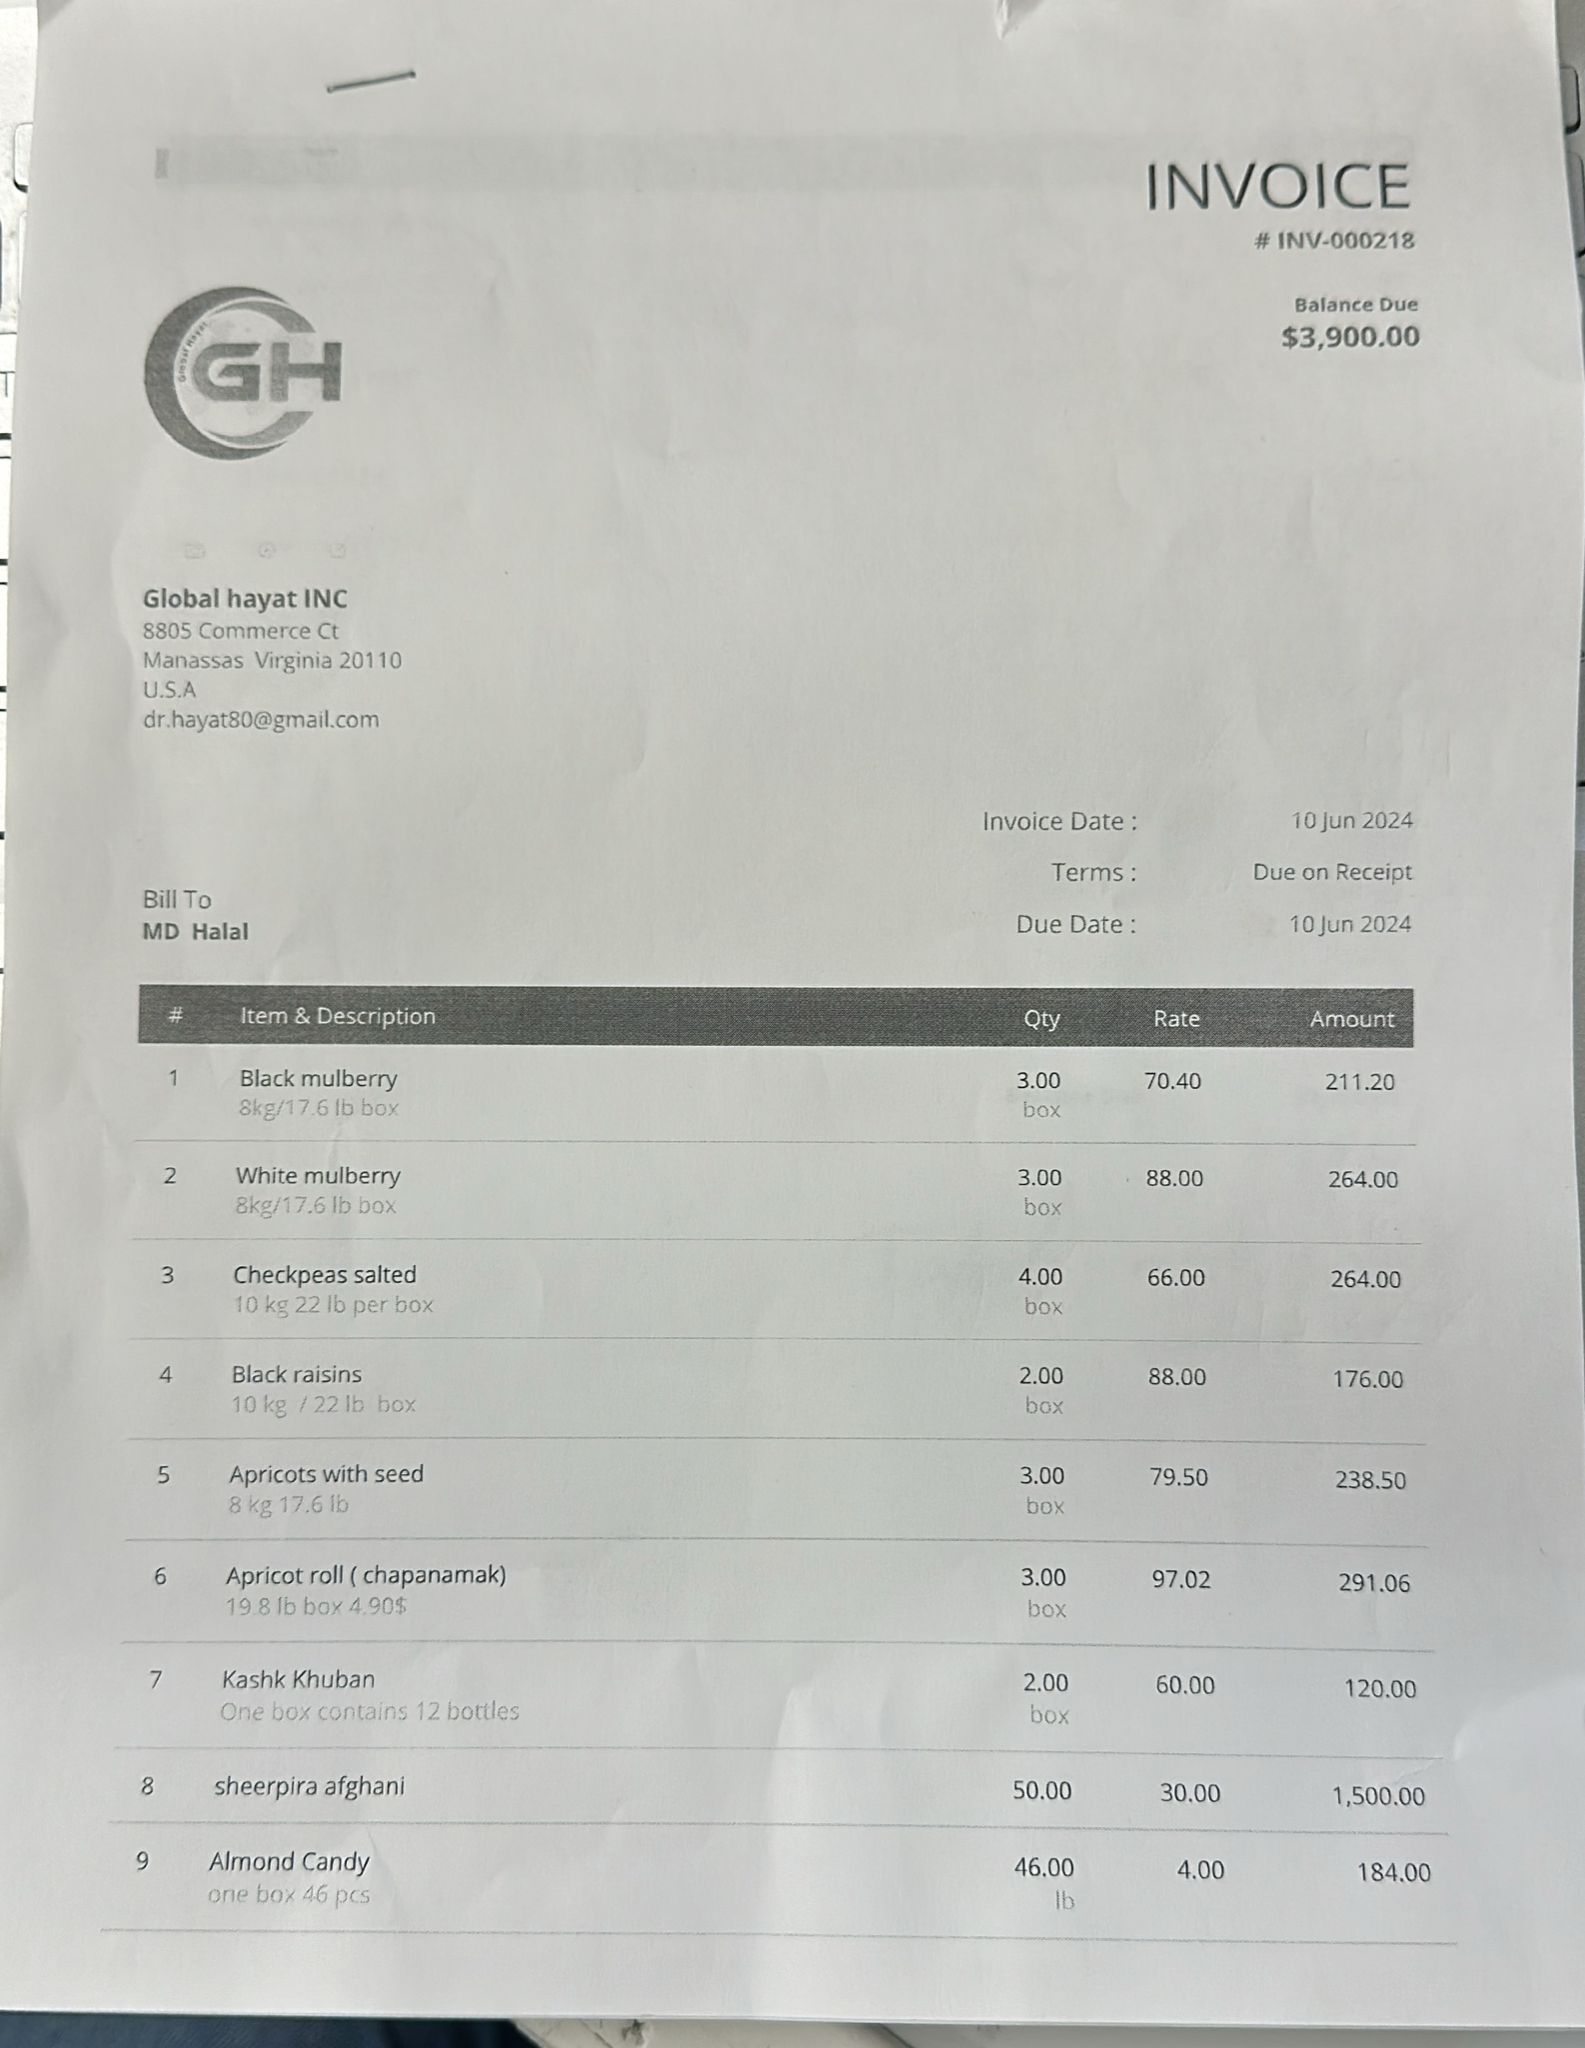 INVOICE
# INV-000218
Balance Due
$3,900.00
Global Hayat
GH
Global hayat INC
8805 Commerce Ct
Manassas Virginia 20110
U.S.A
dr.hayat80@gmail.com
Invoice Date : 10 Jun 2024
Terms : Due on Receipt
Due Date : 10 Jun 2024
Bill To
MD Halal
# Item & Description Qty Rate Amount
1 Black mulberry 3.00 70.40 211.20
8kg/17.6 lb box box
2 White mulberry 3.00 88.00 264.00
8kg/17.6 lb box box
3 Checkpeas salted 4.00 66.00 264.00
10 kg 22 lb per box box
4 Black raisins 2.00 88.00 176.00
10 kg / 22 lb box box
5 Apricots with seed 3.00 79.50 238.50
8 kg 17.6 lb box
6 Apricot roll ( chapanamak) 3.00 97.02 291.06
19.8 lb box 4.90$ box
7 Kashk Khuban 2.00 60.00 120.00
One box contains 12 bottles box
8 sheerpira afghani 50.00 30.00 1,500.00
9 Almond Candy 46.00 4.00 184.00
one box 46 pcs lb